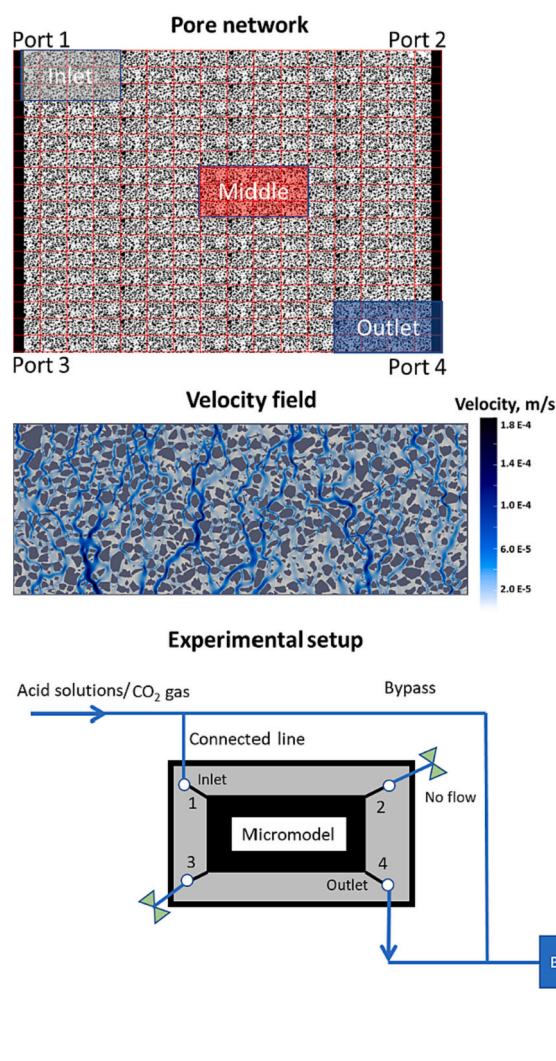 Pore network
Port 1
Port 2
Inlet
Middle
Outlet
Port 3
Port 4
Velocity field
Velocity, m/s
1.8 E-4
1.4 E-4
1.0 E-4
6.0 E-5
2.0 E-5
Experimental setup
Acid solutions/CO₂ gas
Bypass
Connected line
Inlet
1
2
No flow
Micromodel
3
4
Outlet